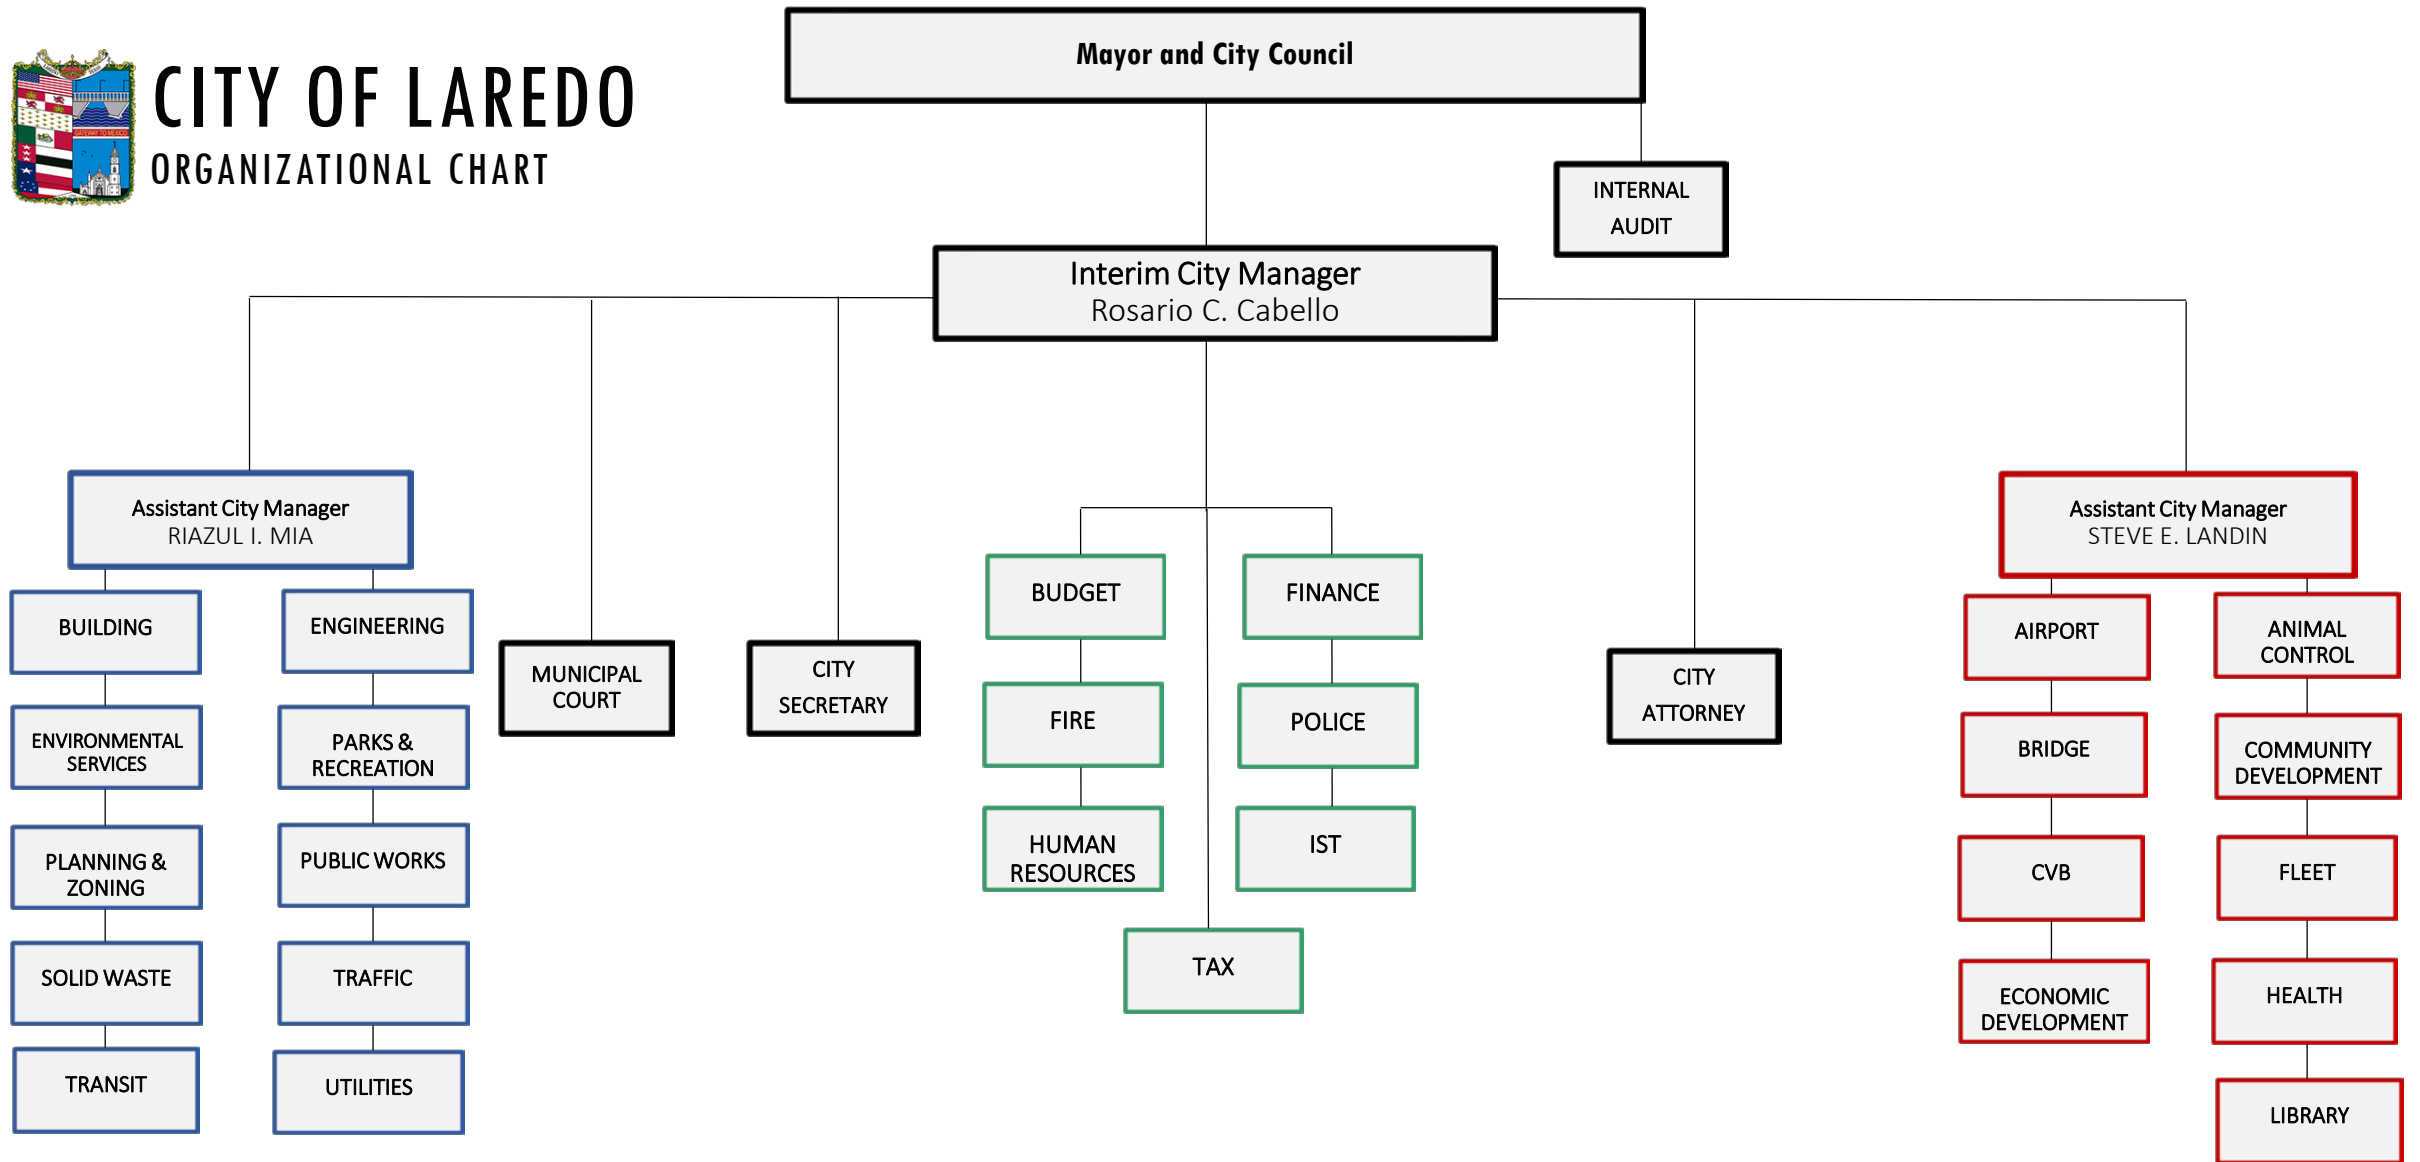 CITY OF LAREDO
ORGANIZATIONAL CHART
Mayor and City Council
INTERNAL
AUDIT
Interim City Manager
Rosario C. Cabello
Assistant City Manager
RIAZUL I. MIA
BUILDING
ENVIRONMENTAL
SERVICES
PLANNING &
ZONING
SOLID WASTE
TRANSIT
ENGINEERING
PARKS &
RECREATION
PUBLIC WORKS
TRAFFIC
UTILITIES
MUNICIPAL
COURT
CITY
SECRETARY
BUDGET
FIRE
HUMAN
RESOURCES
FINANCE
POLICE
IST
TAX
CITY
ATTORNEY
Assistant City Manager
STEVE E. LANDIN
AIRPORT
BRIDGE
CVB
ECONOMIC
DEVELOPMENT
ANIMAL
CONTROL
COMMUNITY
DEVELOPMENT
FLEET
HEALTH
LIBRARY
GATEWAY TO MEXICO